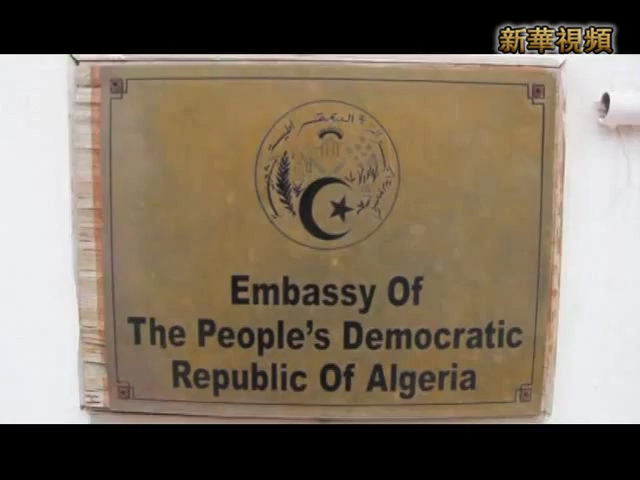 新華視頻
Embassy Of
The People's Democratic
Republic Of Algeria